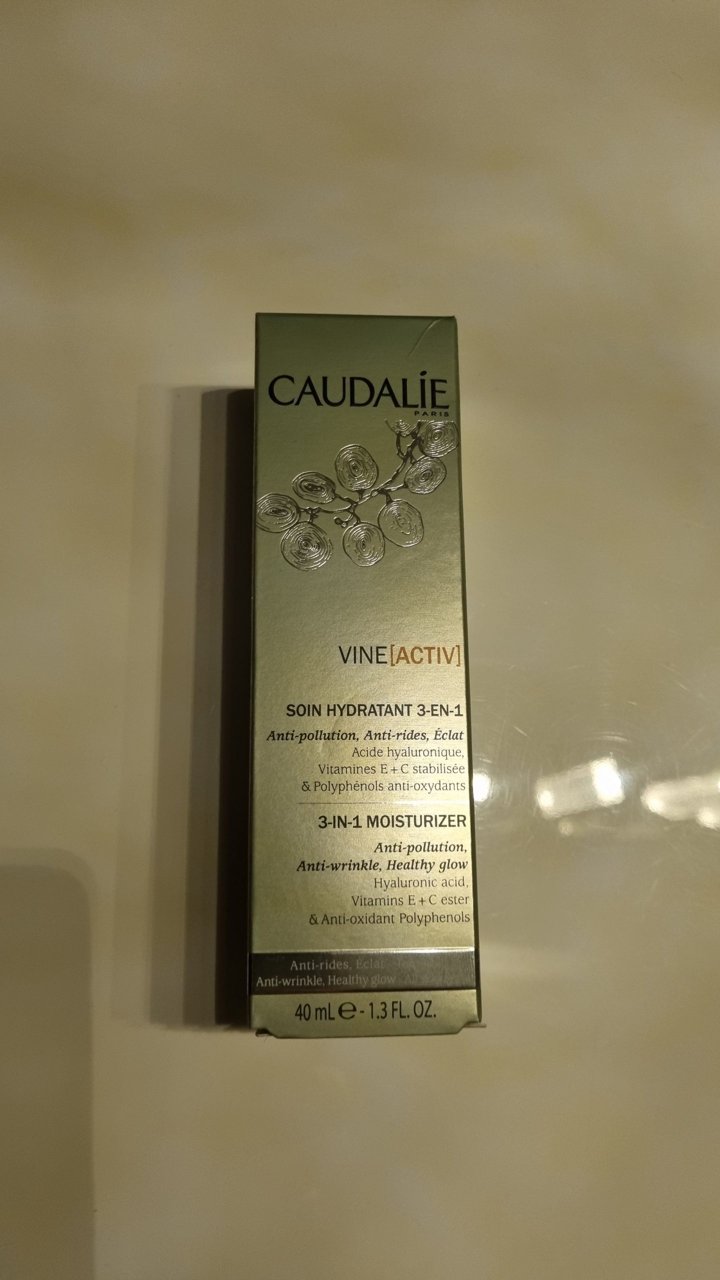 CAUDALÍE
PARIS
VINE[ACTIV]
SOIN HYDRATANT 3-EN-1
Anti-pollution, Anti-rides, Éclat
Acide hyaluronique,
Vitamines E + C stabilisée
& Polyphénols anti-oxydants
3-IN-1 MOISTURIZER
Anti-pollution,
Anti-wrinkle, Healthy glow
Hyaluronic acid,
Vitamins E + C ester
& Anti-oxidant Polyphenols
Anti-rides, Éclat
Anti-wrinkle, Healthy glow
40 mL ℮ - 1.3 FL. OZ.